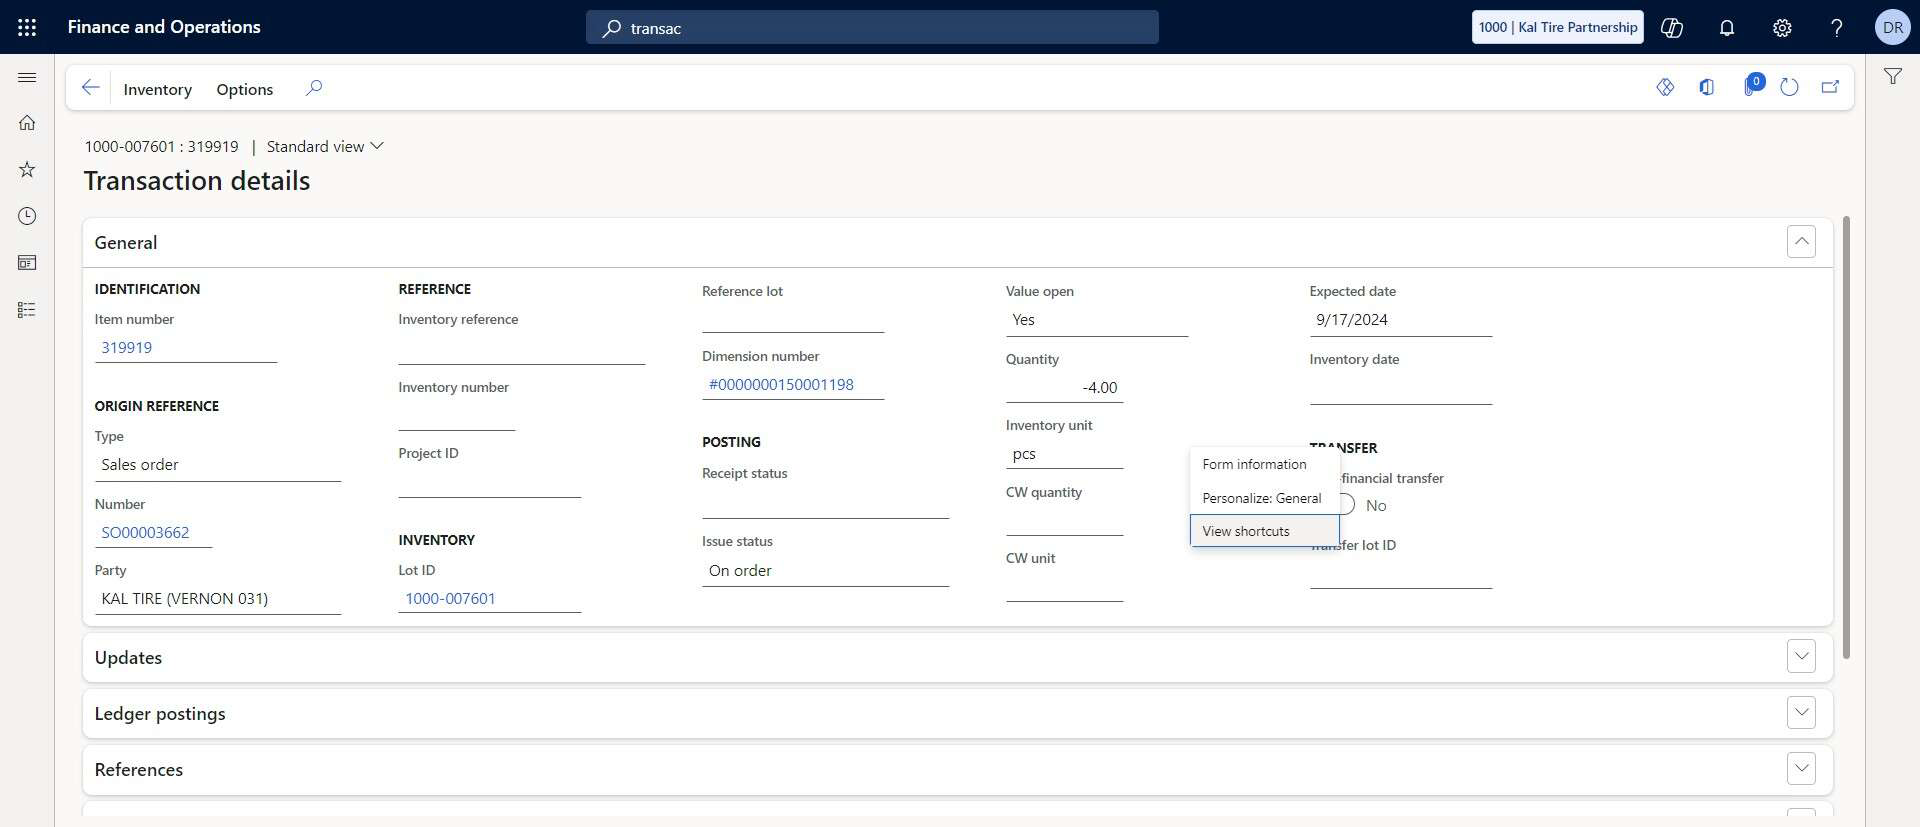 Finance and Operations
transac
1000 | Kal Tire Partnership
DR
Inventory
Options
0
1000-007601 : 319919 | Standard view
Transaction details
General
IDENTIFICATION
Item number
319919
ORIGIN REFERENCE
Type
Sales order
Number
SO00003662
Party
KAL TIRE (VERNON 031)
REFERENCE
Inventory reference
Inventory number
Project ID
INVENTORY
Lot ID
1000-007601
Reference lot
Dimension number
#0000000150001198
POSTING
Receipt status
Issue status
On order
Value open
Yes
Quantity
-4.00
Inventory unit
pcs
CW quantity
CW unit
Form information
Personalize: General
View shortcuts
Expected date
9/17/2024
Inventory date
TRANSFER
-financial transfer
No
Transfer lot ID
Updates
Ledger postings
References